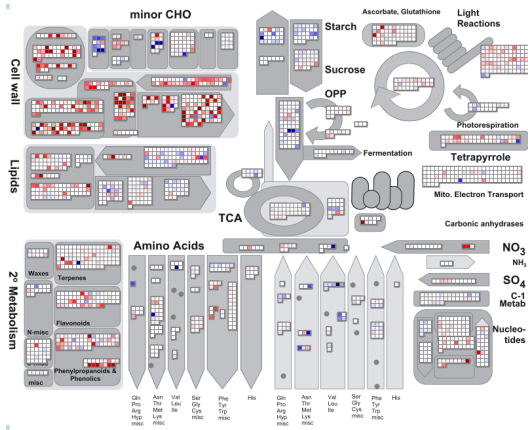 minor CHO
Cell wall
Lipids
Starch
Sucrose
OPP
Fermentation
TCA
Ascorbate, Glutathione
Light
Reactions
Photorespiration
Tetrapyrrole
Mito. Electron Transport
Carbonic anhydrases
2° Metabolism
Waxes
Terpenes
Flavonoids
N-misc
Phenylpropanoids &
Phenolics
misc
Amino Acids
NO3
NH3
SO4
C-1
Metab
Nucleo-
tides
Gln
Pro
Arg
Hyp
misc
Asn
Thr
Met
Lys
misc
Val
Leu
Ile
Ser
Gly
Cys
misc
Phe
Tyr
Trp
misc
His
Gln
Pro
Arg
Hyp
misc
Asn
Thr
Met
Lys
misc
Val
Leu
Ile
Ser
Gly
Cys
misc
Phe
Tyr
Trp
misc
His